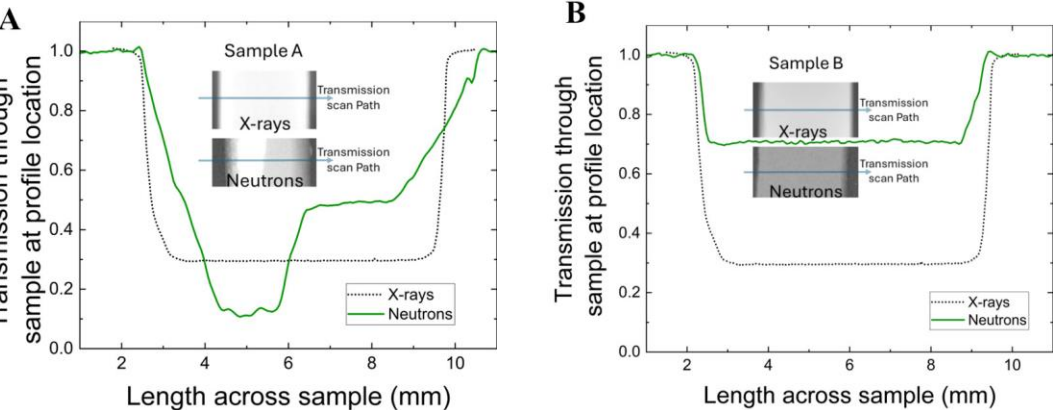 A
Transmission through
sample at profile location
1.0
0.8
0.6
0.4
0.2
0.0
Sample A
Transmission
scan Path
X-rays
Transmission
scan Path
Neutrons
X-rays
Neutrons
2
4
6
8
10
Length across sample (mm)
B
Transmission through
sample at profile location
1.0
0.8
0.6
0.4
0.2
0.0
Sample B
Transmission
scan Path
X-rays
Transmission
scan Path
Neutrons
X-rays
Neutrons
2
4
6
8
10
Length across sample (mm)